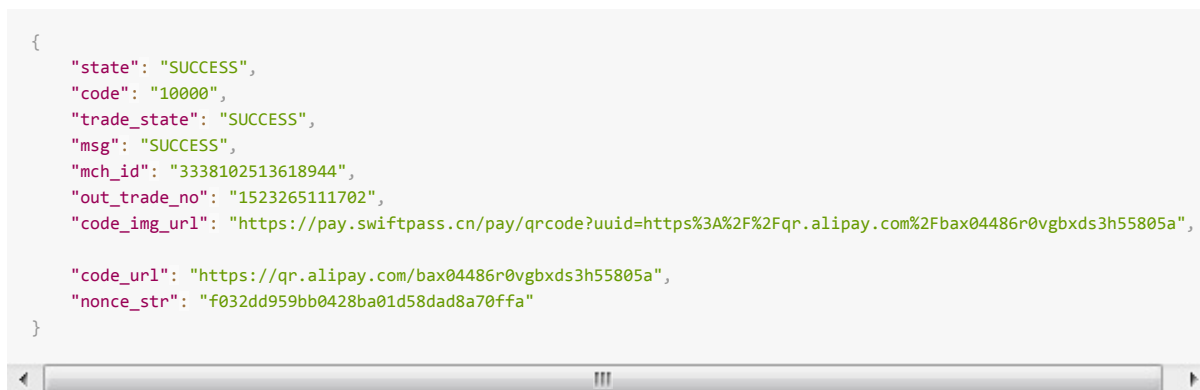 {
"state": "SUCCESS",
"code": "10000",
"trade_state": "SUCCESS",
"msg": "SUCCESS",
"mch_id": "3338102513618944",
"out_trade_no": "1523265111702",
"code_img_url": "https://pay.swiftpass.cn/pay/qrcode?uuid=https%3A%2F%2Fqr.alipay.com%2Fbax04486r0vgbxds3h55805a",
"code_url": "https://qr.alipay.com/bax04486r0vgbxds3h55805a",
"nonce_str": "f032dd959bb0428ba01d58dad8a70ffa"
}